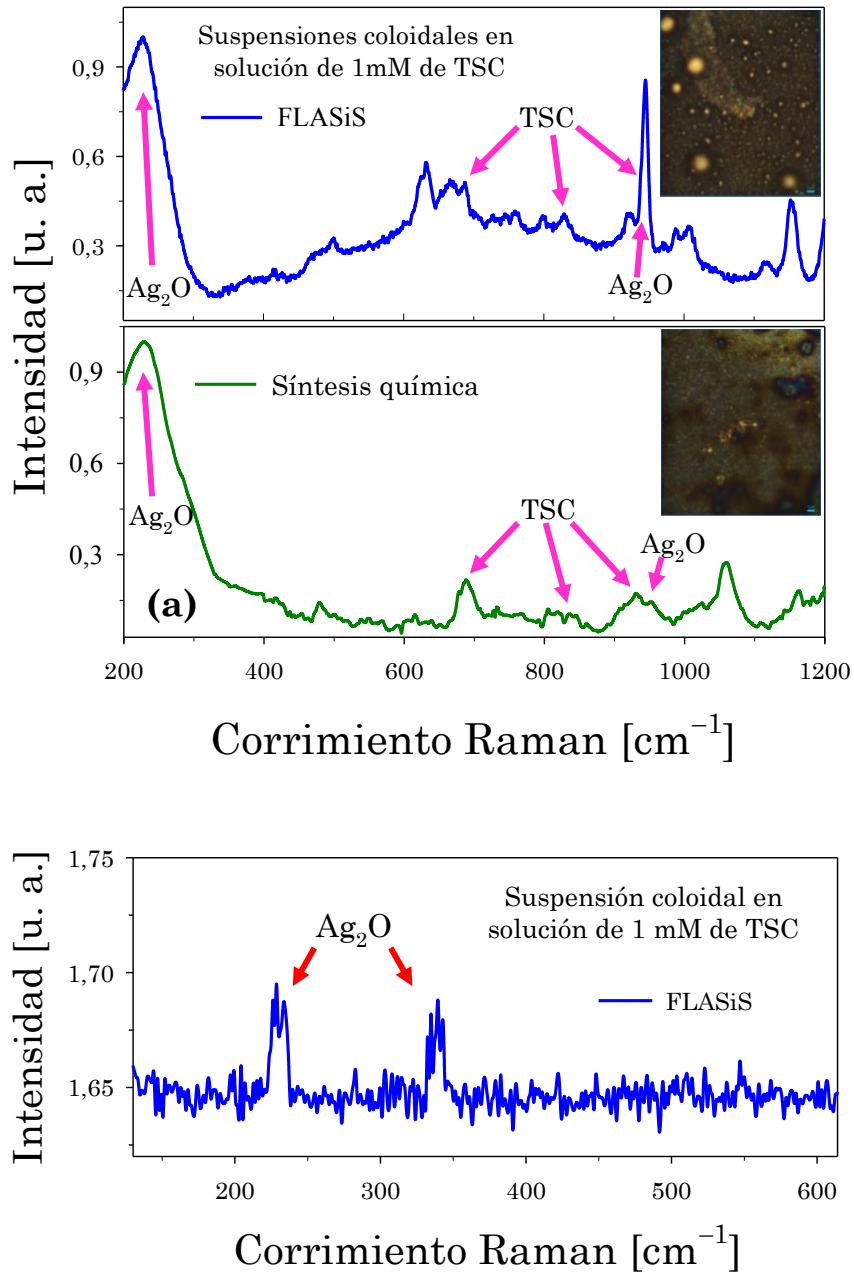 Suspensiones coloidales en
solución de 1mM de TSC
FLASiS
TSC
Ag₂O
Ag₂O
0,9
0,6
0,3
Intensidad [u. a.]
Síntesis química
TSC
Ag₂O
Ag₂O
0,9
0,6
0,3
(a)
200 400 600 800 1000 1200
Corrimiento Raman [cm⁻¹]
1,75
1,70
1,65
Intensidad [u. a.]
Ag₂O
Suspensión coloidal en
solución de 1 mM de TSC
FLASiS
200 300 400 500 600
Corrimiento Raman [cm⁻¹]